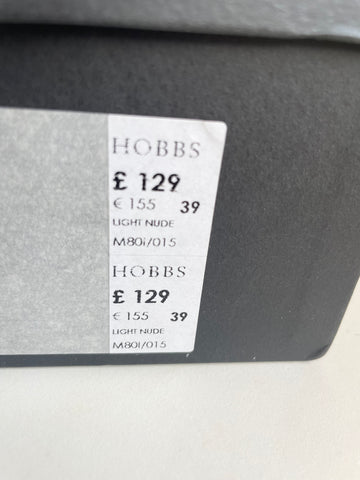 HOBBS
£ 129
€ 155 39
LIGHT NUDE
M80i/015
HOBBS
£ 129
€ 155 39
LIGHT NUDE
M80I/015